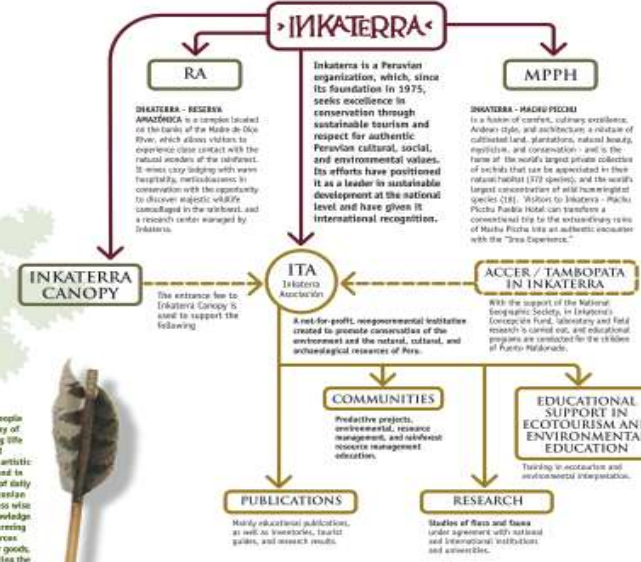 INKATERRA
RA
MPPH
INKATERRA - RESERVA
AMAZÓNICA is a complex located
on the banks of the Madre de Dios
River, which allows visitors to
experience close contact with the
natural wonders of the rainforest.
It mixes cozy lodging with warm
hospitality, meticulousness in
conservation with the opportunity
to discover majestic wildlife
camouflaged in the rainforest, and
a research center managed by
Inkaterra.
Inkaterra is a Peruvian
organization, which, since
its foundation in 1975,
seeks excellence in
conservation through
sustainable tourism and
respect for authentic
Peruvian cultural, social,
and environmental values.
Its efforts have positioned
it as a leader in sustainable
development at the national
level and have given it
international recognition.
INKATERRA - MACHU PICCHU
is a fusion of comfort, culinary excellence,
Andean style, and architecture; a mixture of
cultivated land, plantations, natural beauty,
mysticism, and conservation - and is the
home of the world's largest private collection
of orchids that can be appreciated in their
natural habitat (372 species), and the world's
largest concentration of wild hummingbird
species (18). Visitors to Inkaterra - Machu
Picchu Pueblo Hotel can transform a
conventional trip to the extraordinary ruins
of Machu Picchu into an authentic encounter
with the "Inca Experience."
INKATERRA
CANOPY
The entrance fee to
Inkaterra Canopy is
used to support the
following
ITA
Inkaterra
Asociación
ACCER / TAMBOPATA
IN INKATERRA
With the support of the National
Geographic Society, in Inkaterra's
Concepción Fund, laboratory and field
research is carried out, and educational
programs are conducted for the children
of Puerto Maldonado.
A not-for-profit, nongovernmental institution
created to promote conservation of the
environment and the natural, cultural, and
archaeological resources of Peru.
COMMUNITIES
Productive projects,
environmental, resource
management, and rainforest
resource management
education.
EDUCATIONAL
SUPPORT IN
ECOTOURISM AND
ENVIRONMENTAL
EDUCATION
Training in ecotourism and
environmental interpretation.
PUBLICATIONS
Mainly educational publications,
as well as inventories, tourist
guides, and research results.
RESEARCH
Studies of flora and fauna
under agreement with national
and international institutions
and universities.
people
of
life
artistic
in
of daily
wise
goods,
the